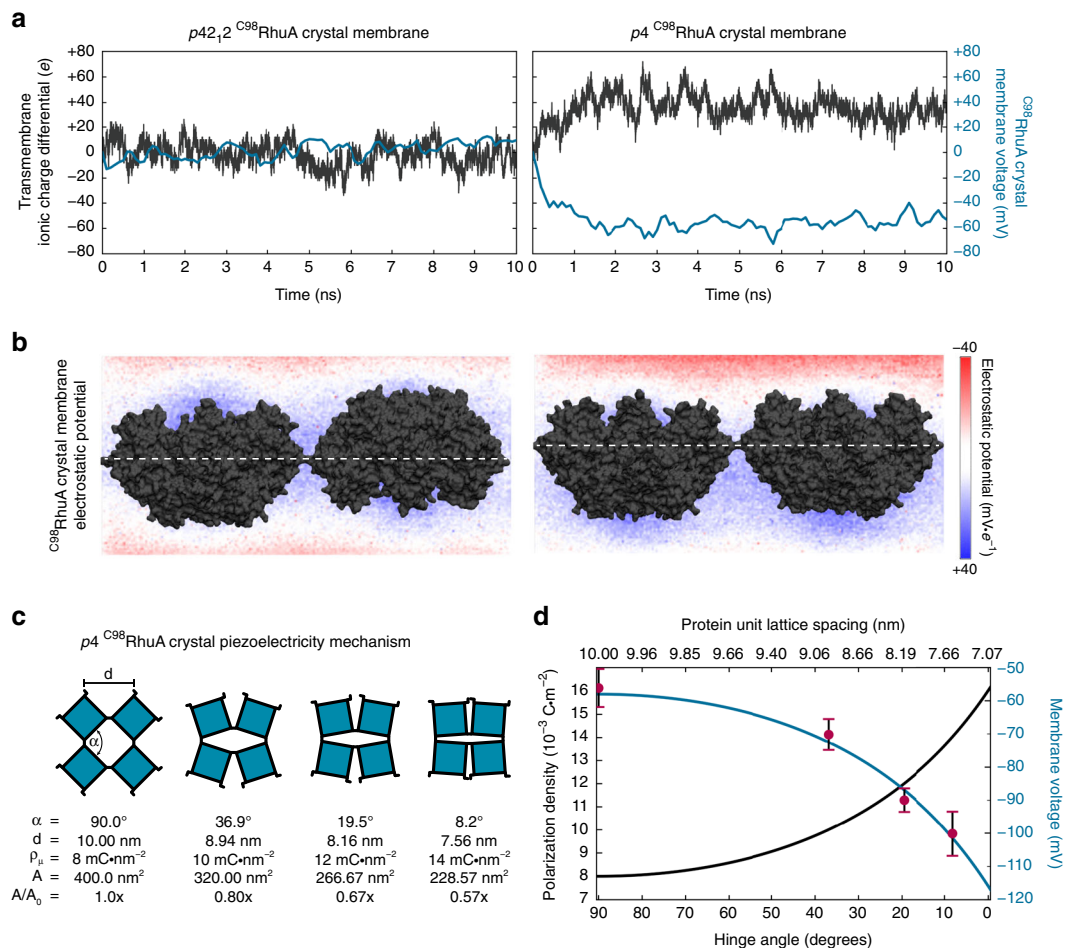 a
p42₁2 ᶜ⁹⁸RhuA crystal membrane
p4 ᶜ⁹⁸RhuA crystal membrane
Transmembrane
ionic charge differential (e)
+80
+60
+40
+20
0
−20
−40
−60
−80
0 1 2 3 4 5 6 7 8 9 10
Time (ns)
0 1 2 3 4 5 6 7 8 9 10
Time (ns)
+80
+60
+40
+20
0
−20
−40
−60
−80
ᶜ⁹⁸RhuA crystal
membrane voltage (mV)
b
ᶜ⁹⁸RhuA crystal membrane
electrostatic potential
−40
+40
Electrostatic potential (mV•e⁻¹)
c
p4 ᶜ⁹⁸RhuA crystal piezoelectricity mechanism
d
α
α = 90.0° 36.9° 19.5° 8.2°
d = 10.00 nm 8.94 nm 8.16 nm 7.56 nm
ρμ = 8 mC•nm⁻² 10 mC•nm⁻² 12 mC•nm⁻² 14 mC•nm⁻²
A = 400.0 nm² 320.00 nm² 266.67 nm² 228.57 nm²
A/A₀ = 1.0x 0.80x 0.67x 0.57x
d
Protein unit lattice spacing (nm)
10.00 9.96 9.85 9.66 9.40 9.06 8.66 8.19 7.66 7.07
Polarization density (10⁻³ C•m⁻²)
16
15
14
13
12
11
10
9
8
7
90 80 70 60 50 40 30 20 10 0
Hinge angle (degrees)
−50
−60
−70
−80
−90
−100
−110
−120
Membrane voltage
(mV)